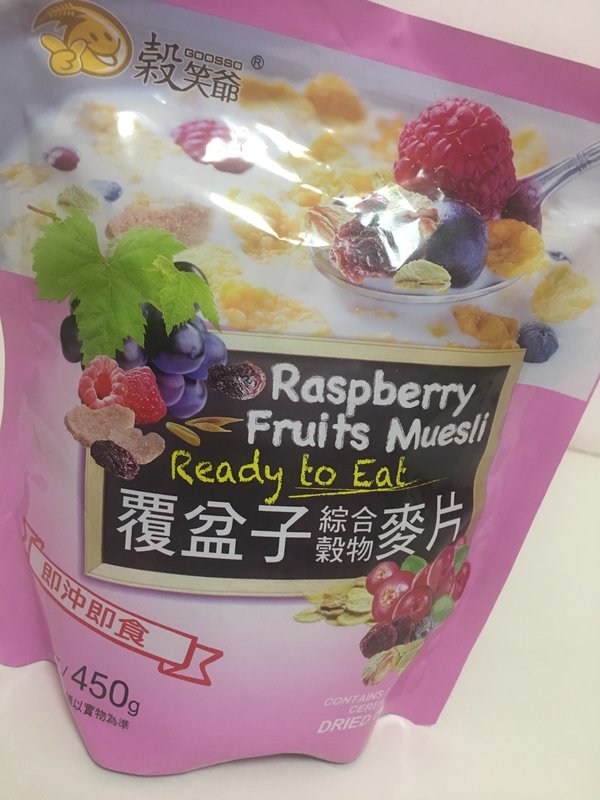 GOOSSO
穀笑爺®
Raspberry
Fruits Muesli
Ready to Eat
覆盆子綜合穀物麥片
即沖即食
/450g
以實物為準
CONTAINS
DRIED